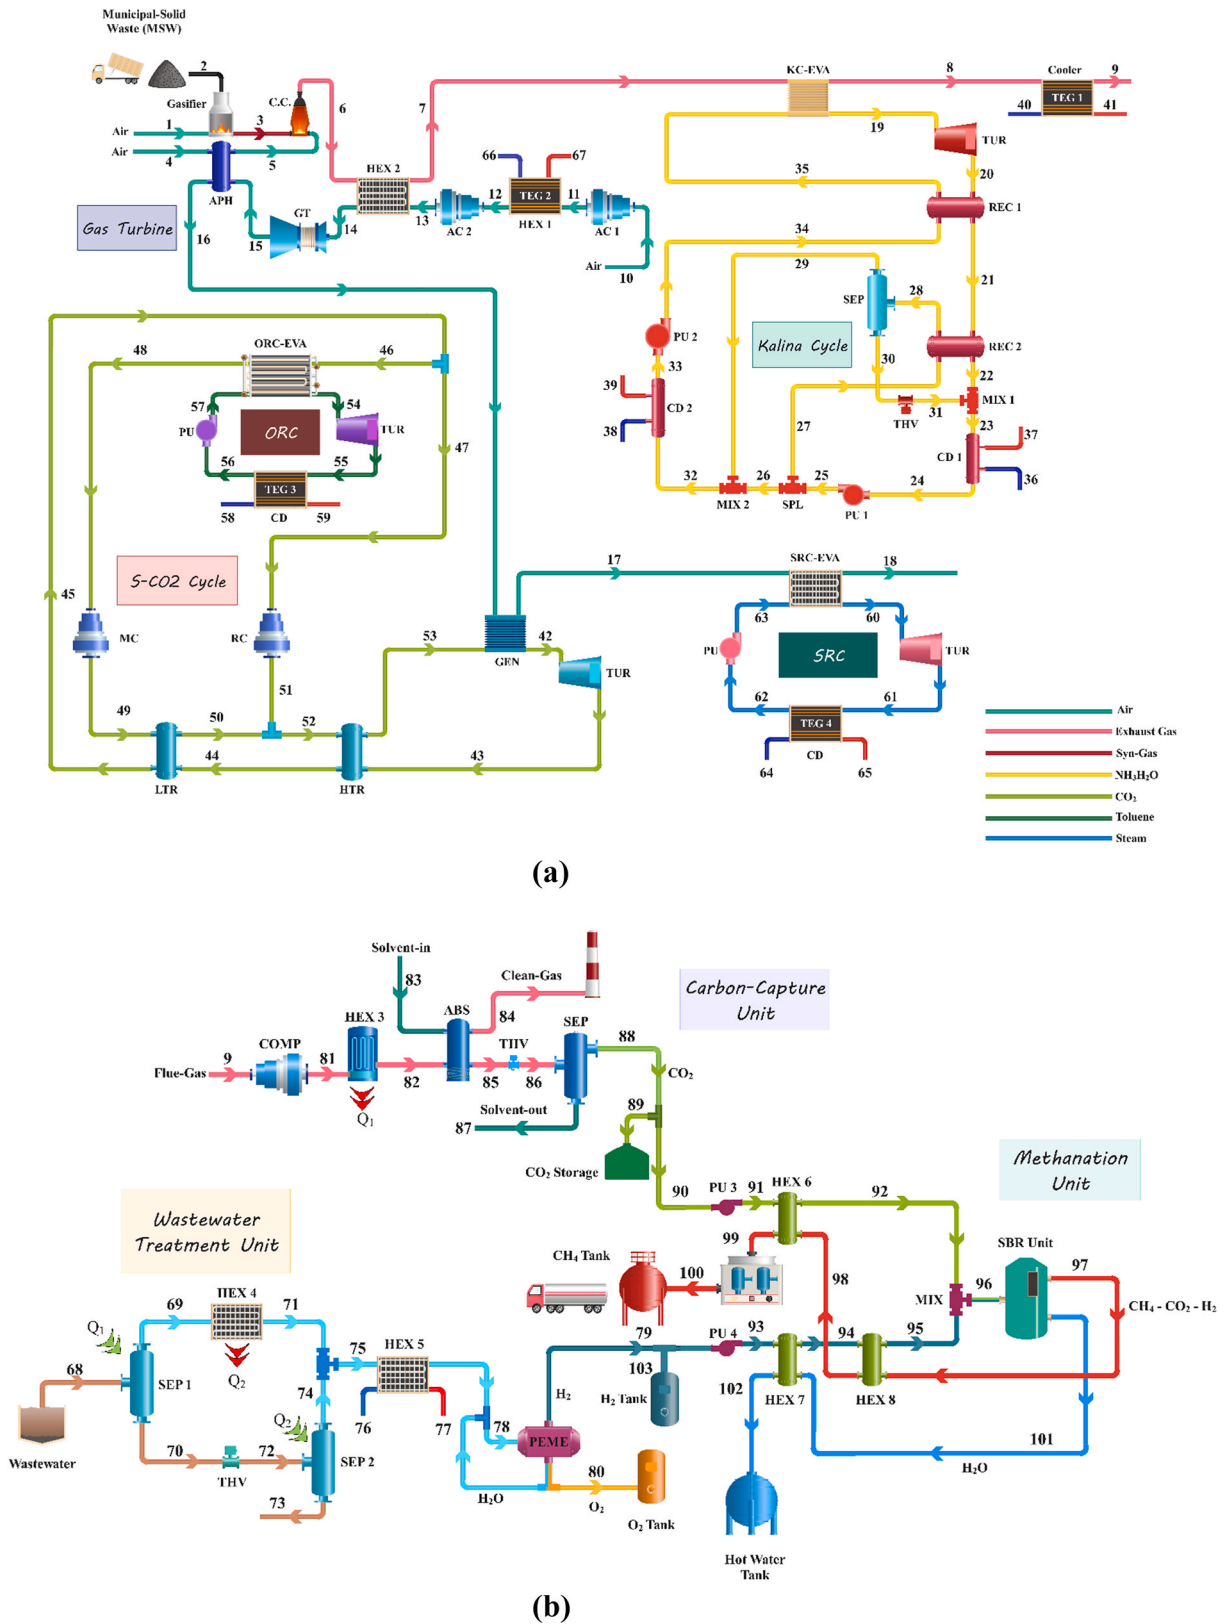 Municipal-Solid
Waste (MSW)
2
Gasifier
C.C.
6
7
KC-EVA
8
Cooler
9
TEG 1
40
41
Air
1
3
Air
4
5
APH
HEX 2
66
67
TEG 2
12
11
HEX 1
13
AC 2
AC 1
14
GT
15
16
Air
10
Gas Turbine
19
TUR
20
35
REC 1
34
29
21
SEP
28
PU 2
Kalina Cycle
REC 2
30
22
33
39
MIX 1
31
THV
23
37
CD 2
38
27
CD 1
36
32
26
25
24
MIX 2
SPL
PU 1
48
ORC-EVA
46
57
54
PU
ORC
TUR
47
56
55
TEG 3
58
CD
59
S-CO2 Cycle
45
MC
RC
17
SRC-EVA
18
63
60
53
42
GEN
TUR
PU
SRC
TUR
51
62
61
49
50
52
TEG 4
44
43
64
CD
65
LTR
HTR
Air
Exhaust Gas
Syn-Gas
NH₃H₂O
CO₂
Toluene
Steam
(a)
Solvent-in
83
Clean-Gas
Carbon-Capture
Unit
HEX 3
ABS
84
SEP
COMP
THV
88
9
81
Flue-Gas
82
85
86
CO₂
Q₁
Solvent-out
87
89
CO₂ Storage
Methanation
Unit
90
PU 3
91
HEX 6
92
Wastewater
Treatment Unit
SBR Unit
CH₄ Tank
99
97
100
98
96
MIX
CH₄ - CO₂ - H₂
69
HEX 4
71
Q₁
79
PU 4
93
94
95
68
SEP 1
Q₂
75
HEX 5
103
102
74
H₂
H₂ Tank
HEX 7
HEX 8
76
77
78
Q₂
PEME
Wastewater
70
72
THV
SEP 2
101
H₂O
80
73
H₂O
O₂
O₂ Tank
Hot Water
Tank
(b)